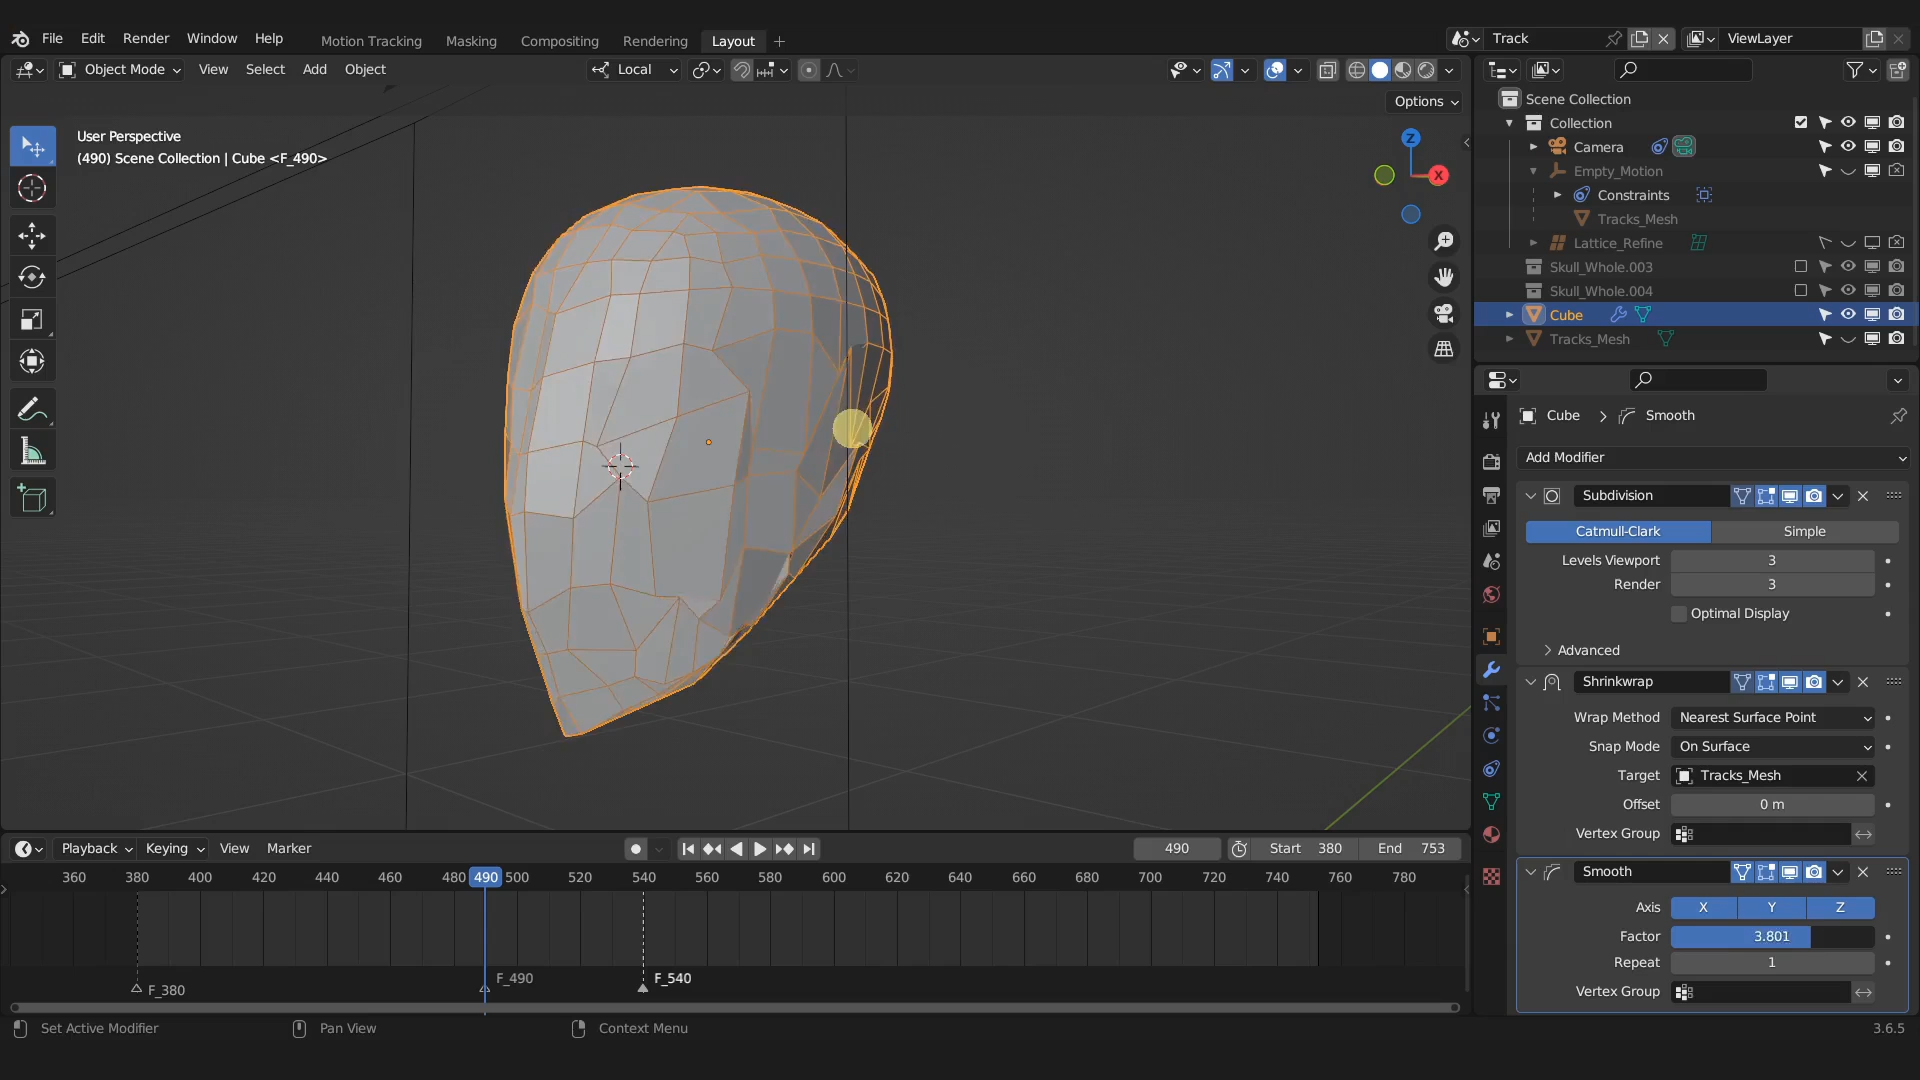 File Edit Render Window Help Motion Tracking Masking Compositing Rendering Layout Track ViewLayer
Object Mode View Select Add Object Local
Options
User Perspective
(490) Scene Collection | Cube <F_490>
Z
X
Scene Collection
Collection
Camera
Empty_Motion
Constraints
Tracks_Mesh
Lattice_Refine
Skull_Whole.003
Skull_Whole.004
Cube
Tracks_Mesh
Cube > Smooth
Add Modifier
Subdivision
Catmull-Clark Simple
Levels Viewport 3
Render 3
Optimal Display
Advanced
Shrinkwrap
Wrap Method Nearest Surface Point
Snap Mode On Surface
Target Tracks_Mesh
Offset 0 m
Vertex Group
Smooth
Axis X Y Z
Factor 3.801
Repeat 1
Vertex Group
Playback Keying View Marker 490 Start 380 End 753
360 380 400 420 440 460 480 490 500 520 540 560 580 600 620 640 660 680 700 720 740 760 780
F_380 F_490 F_540
Set Active Modifier Pan View Context Menu 3.6.5